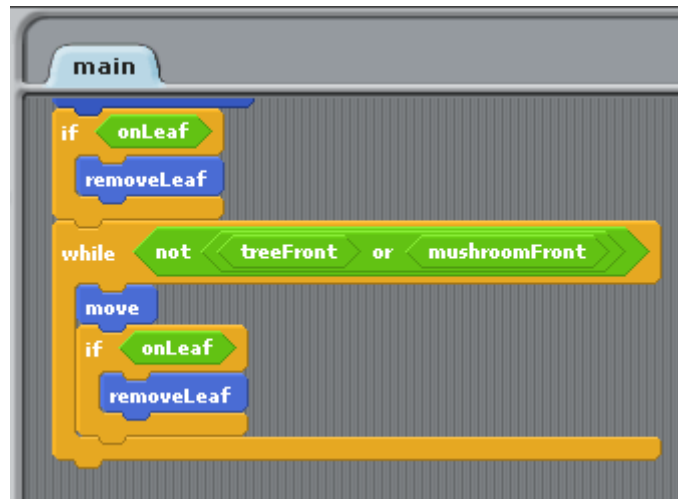 main
if onLeaf
removeLeaf
while not treeFront or mushroomFront
move
if onLeaf
removeLeaf